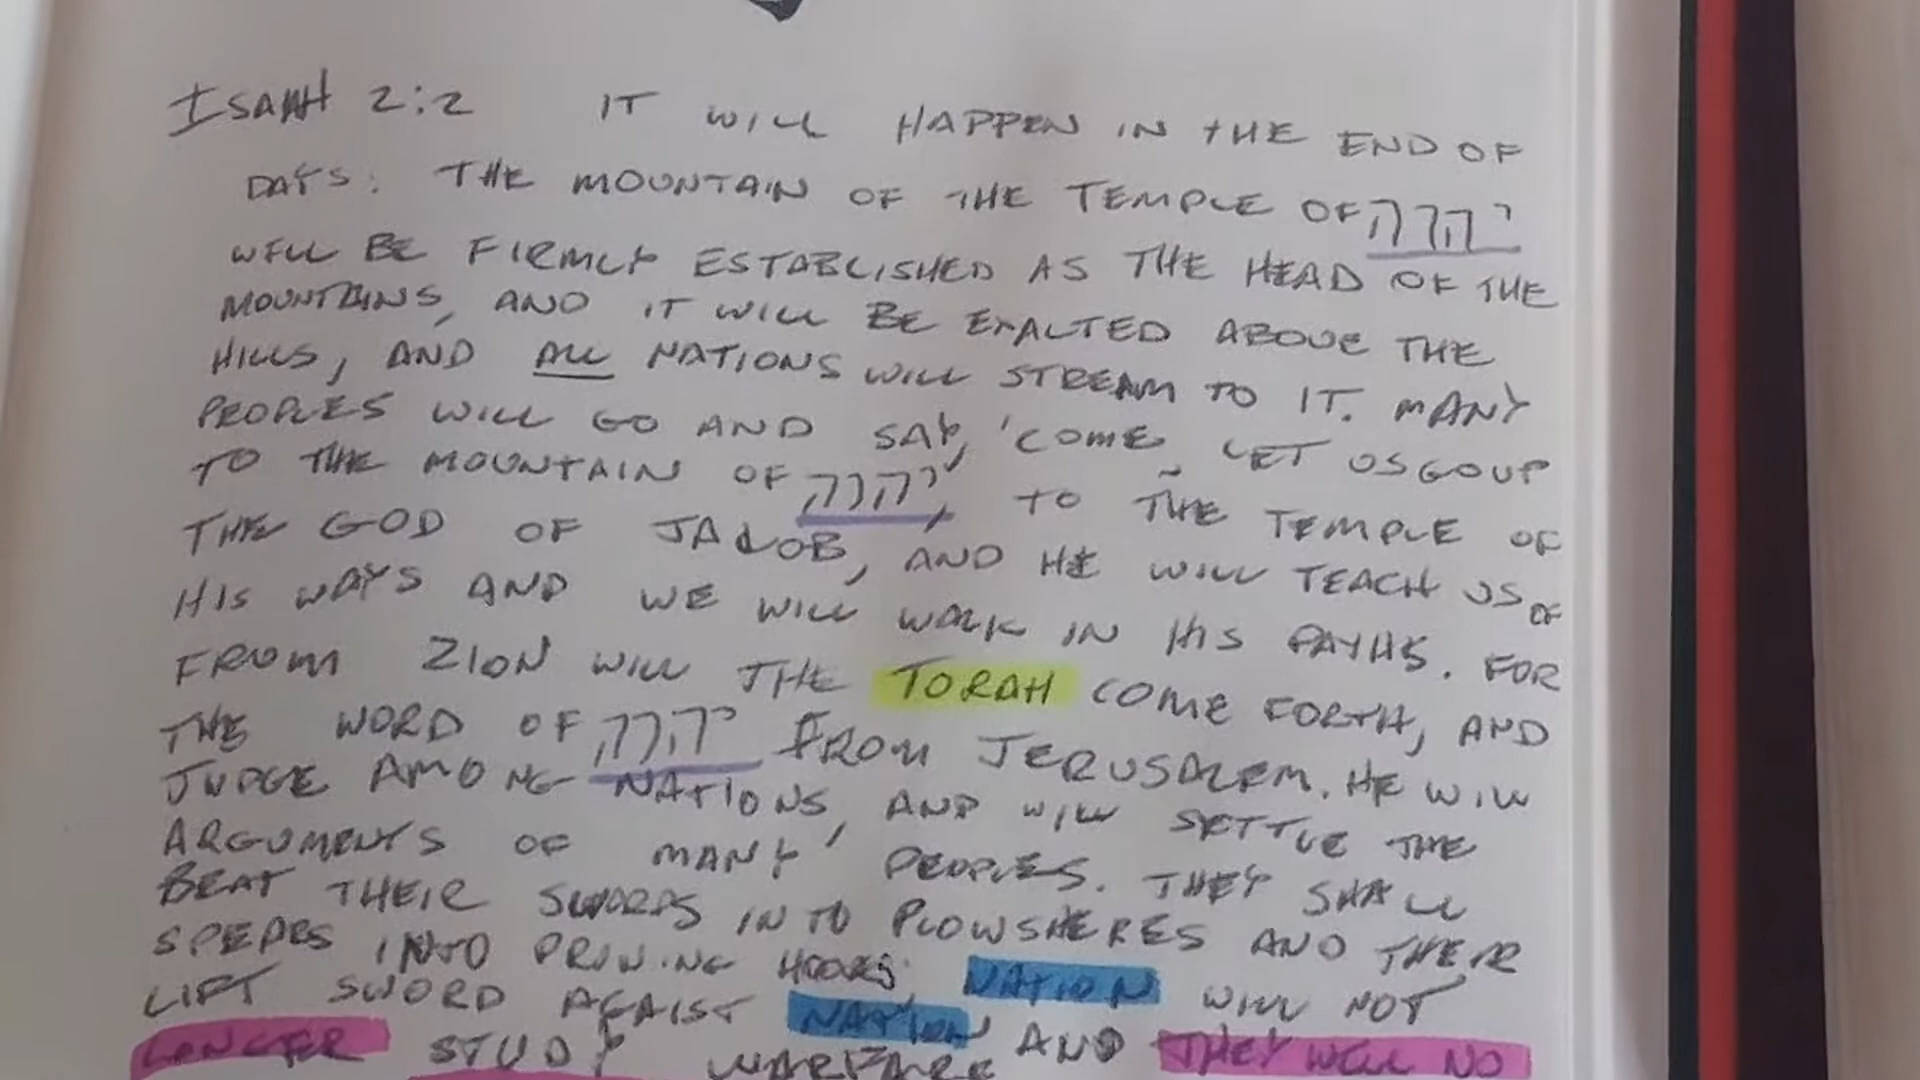 ISAIAH 2:2 IT WILL HAPPEN IN THE END OF
DAYS: THE MOUNTAIN OF THE TEMPLE OF יהוה
WILL BE FIRMLY ESTABLISHED AS THE HEAD OF THE
MOUNTAINS, AND IT WILL BE EXALTED ABOVE THE
HILLS, AND ALL NATIONS WILL STREAM TO IT. MANY
PEOPLES WILL GO AND SAY, 'COME, LET US GO UP
TO THE MOUNTAIN OF יהוה, TO THE TEMPLE OF
THE GOD OF JACOB, AND HE WILL TEACH US OF
HIS WAYS AND WE WILL WALK IN HIS PATHS. FOR
FROM ZION WILL THE TORAH COME FORTH, AND
THE WORD OF יהוה FROM JERUSALEM. HE WILL
JUDGE AMONG NATIONS, AND WILL SETTLE THE
ARGUMENTS OF MANY PEOPLES. THEY SHALL
BEAT THEIR SWORDS INTO PLOWSHERES AND THEIR
SPEARS INTO PRUNING HOOKS; NATION WILL NOT
LIFT SWORD AGAIST NATION AND THEY WILL NO
LONGER STUDY WARFARE